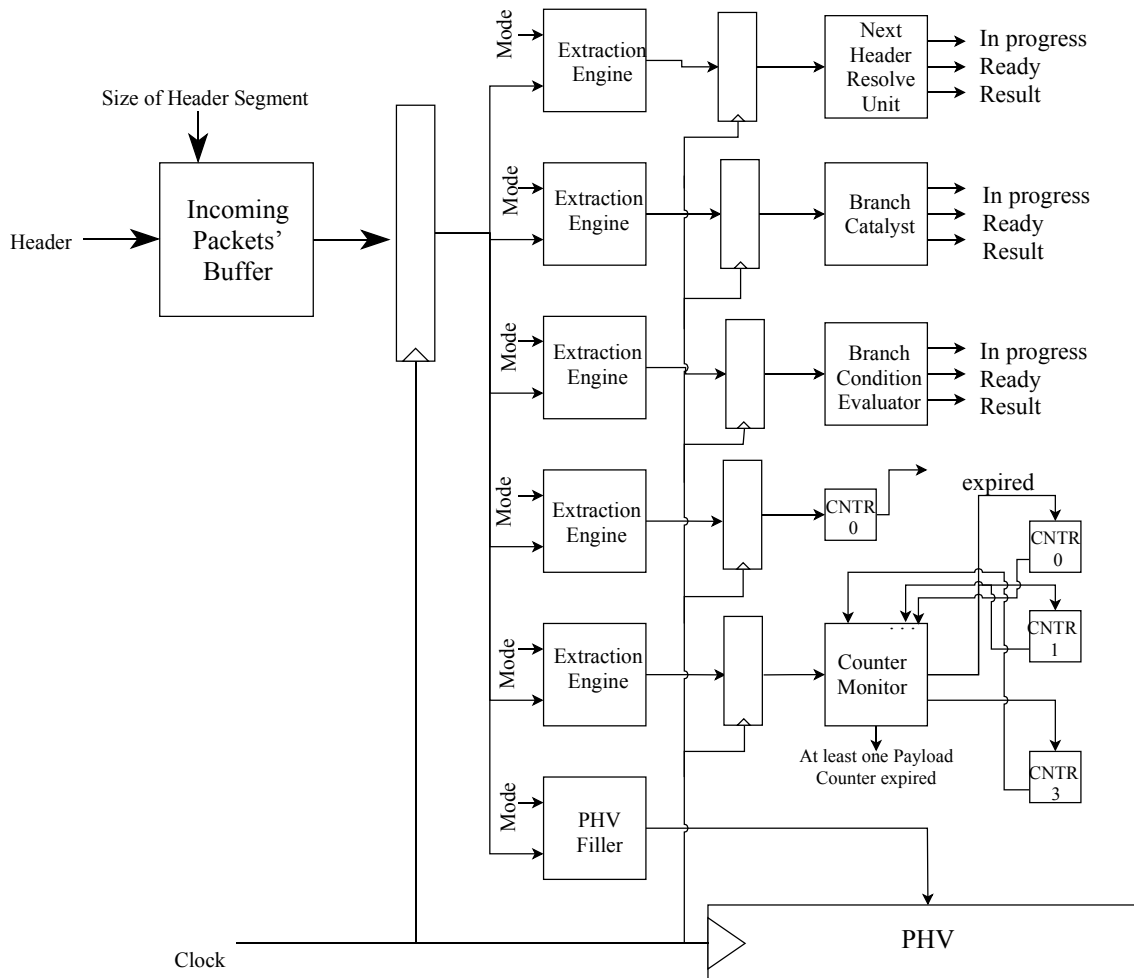 Mode
Extraction
Engine
Next
Header
Resolve
Unit
In progress
Ready
Result
Size of Header Segment
Header
Incoming
Packets’
Buffer
Mode
Extraction
Engine
Branch
Catalyst
In progress
Ready
Result
Mode
Extraction
Engine
Branch
Condition
Evaluator
In progress
Ready
Result
Mode
Extraction
Engine
CNTR
0
expired
CNTR
0
Mode
Extraction
Engine
. . .
Counter
Monitor
CNTR
1
At least one Payload
Counter expired
CNTR
3
Mode
PHV
Filler
PHV
Clock